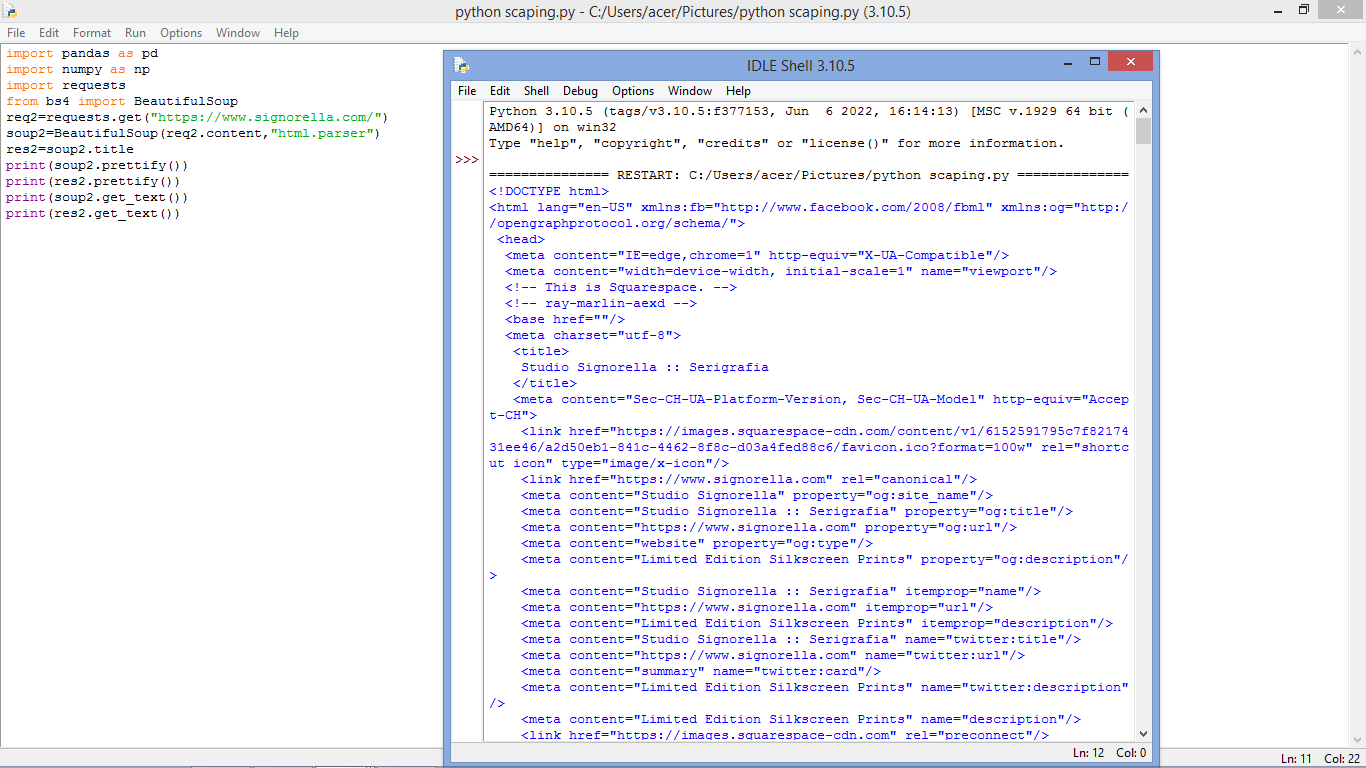 python scaping.py - C:/Users/acer/Pictures/python scaping.py (3.10.5)
File Edit Format Run Options Window Help
import pandas as pd
import numpy as np
import requests
from bs4 import BeautifulSoup
req2=requests.get("https://www.signorella.com/")
soup2=BeautifulSoup(req2.content,"html.parser")
res2=soup2.title
print(soup2.prettify())
print(res2.prettify())
print(soup2.get_text())
print(res2.get_text())
IDLE Shell 3.10.5
File Edit Shell Debug Options Window Help
Python 3.10.5 (tags/v3.10.5:f377153, Jun  6 2022, 16:14:13) [MSC v.1929 64 bit (
AMD64)] on win32
Type "help", "copyright", "credits" or "license()" for more information.
>>>
=============== RESTART: C:/Users/acer/Pictures/python scaping.py ==============
<!DOCTYPE html>
<html lang="en-US" xmlns:fb="http://www.facebook.com/2008/fbml" xmlns:og="http:/
/opengraphprotocol.org/schema/">
<head>
<meta content="IE=edge,chrome=1" http-equiv="X-UA-Compatible"/>
<meta content="width=device-width, initial-scale=1" name="viewport"/>
<!-- This is Squarespace. -->
<!-- ray-marlin-aexd -->
<base href=""/>
<meta charset="utf-8">
<title>
Studio Signorella :: Serigrafia
</title>
<meta content="Sec-CH-UA-Platform-Version, Sec-CH-UA-Model" http-equiv="Accep
t-CH">
<link href="https://images.squarespace-cdn.com/content/v1/6152591795c7f82174
31ee46/a2d50eb1-841c-4462-8f8c-d03a4fed88c6/favicon.ico?format=100w" rel="shortc
ut icon" type="image/x-icon"/>
<link href="https://www.signorella.com" rel="canonical"/>
<meta content="Studio Signorella" property="og:site_name"/>
<meta content="Studio Signorella :: Serigrafia" property="og:title"/>
<meta content="https://www.signorella.com" property="og:url"/>
<meta content="website" property="og:type"/>
<meta content="Limited Edition Silkscreen Prints" property="og:description"/
>
<meta content="Studio Signorella :: Serigrafia" itemprop="name"/>
<meta content="https://www.signorella.com" itemprop="url"/>
<meta content="Limited Edition Silkscreen Prints" itemprop="description"/>
<meta content="Studio Signorella :: Serigrafia" name="twitter:title"/>
<meta content="https://www.signorella.com" name="twitter:url"/>
<meta content="summary" name="twitter:card"/>
<meta content="Limited Edition Silkscreen Prints" name="twitter:description"
/>
<meta content="Limited Edition Silkscreen Prints" name="description"/>
<link href="https://images.squarespace-cdn.com" rel="preconnect"/>
Ln: 12 Col: 0
Ln: 11 Col: 22